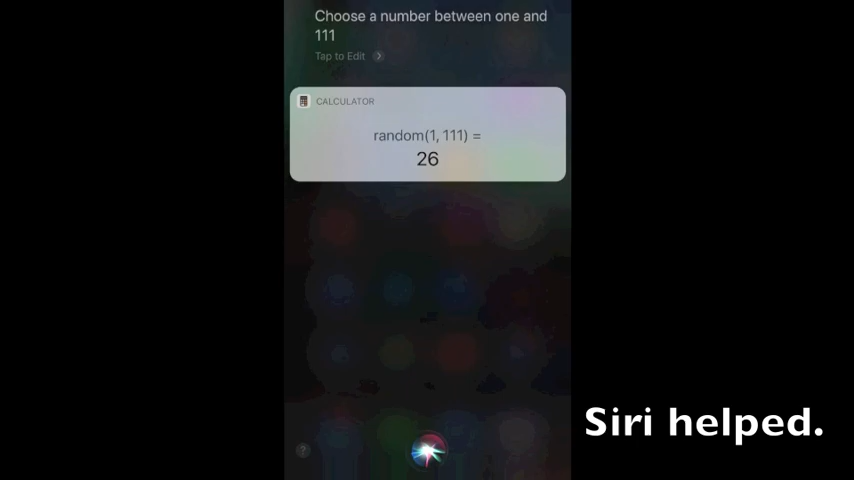 Choose a number between one and
111
Tap to Edit
CALCULATOR
random(1, 111) =
26
Siri helped.
?